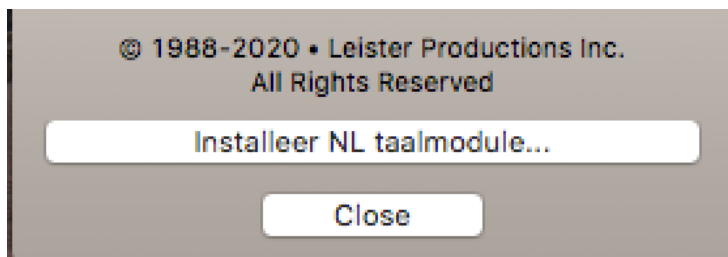 © 1988-2020 • Leister Productions Inc.
All Rights Reserved
Installeer NL taalmodule...
Close